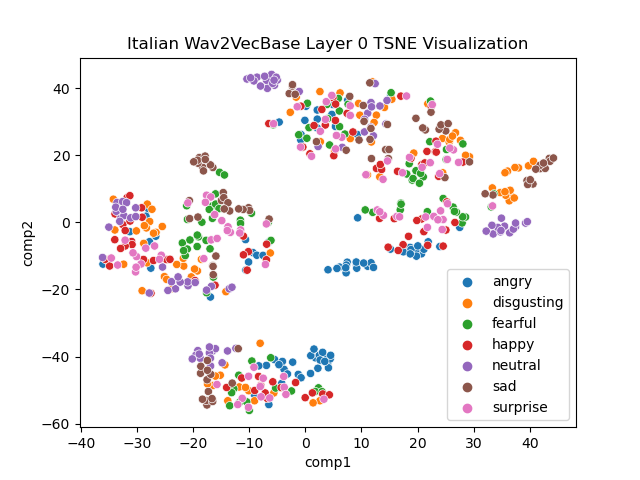 Italian Wav2VecBase Layer 0 TSNE Visualization
comp2
40
20
0
−20
−40
−60
−40
−30
−20
−10
0
10
20
30
40
comp1
angry
disgusting
fearful
happy
neutral
sad
surprise